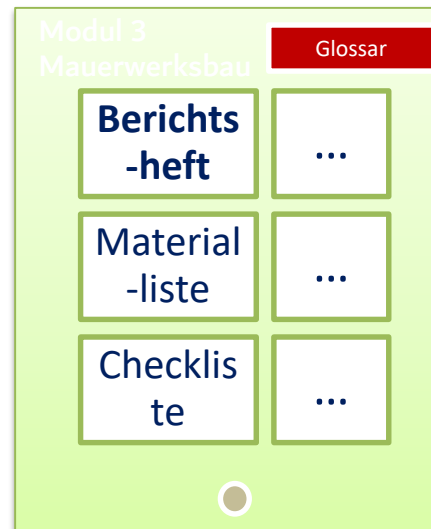 Modul 3
Mauerwerksbau
Glossar
Berichts
-heft
...
Material
-liste
...
Checklis
te
...